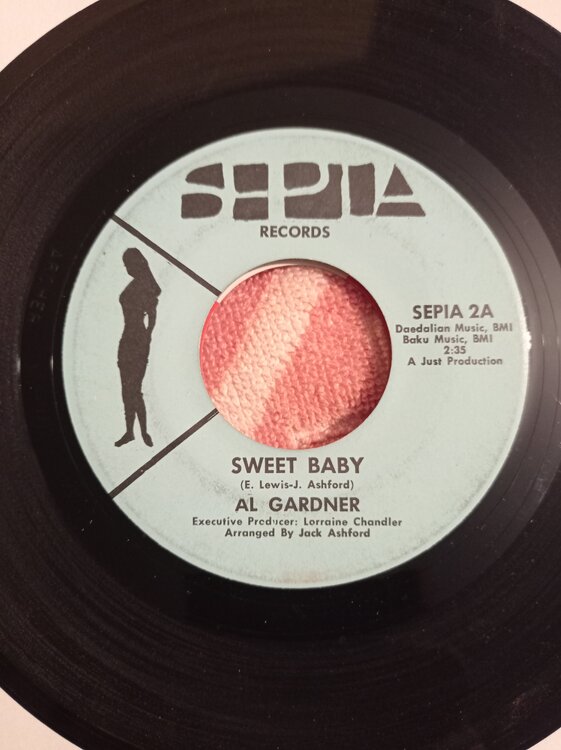 SEPIA
RECORDS
SEPIA 2A
Daedalian Music, BMI
Baku Music, BMI
2:35
A Just Production
SWEET BABY
(E. Lewis-J. Ashford)
AL GARDNER
Executive Producer: Lorraine Chandler
Arranged By Jack Ashford